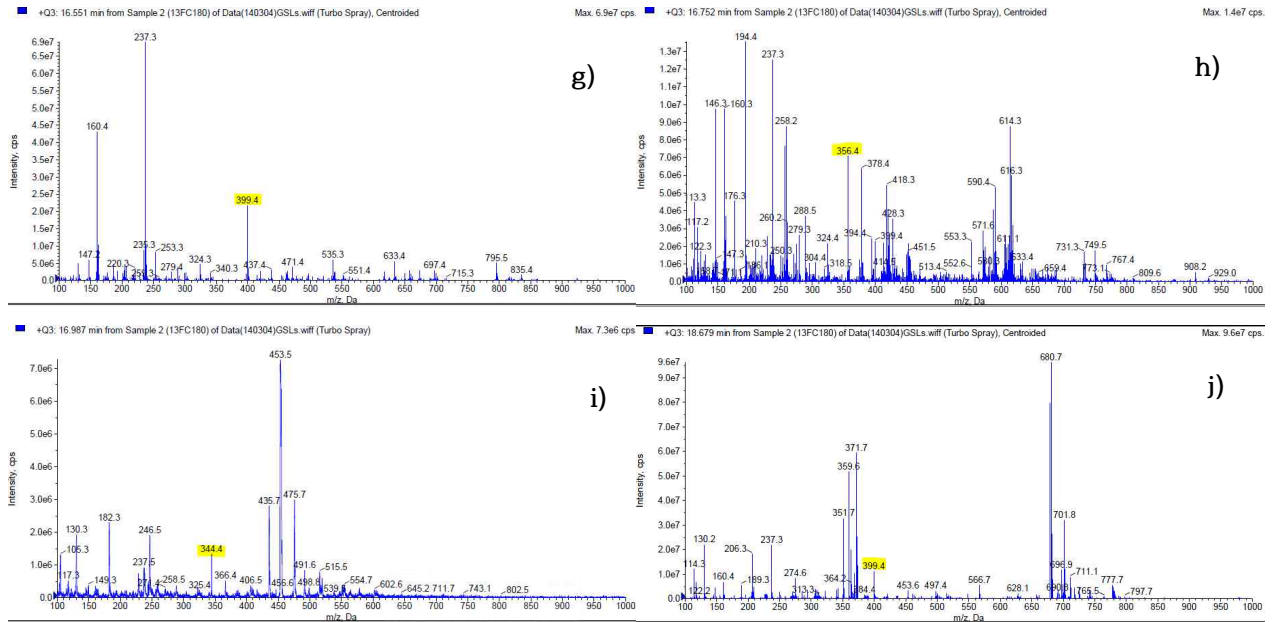 +Q3: 16.551 min from Sample 2 (13FC180) of Data(140304)GSLs.wiff (Turbo Spray), Centroided
Max. 6.9e7 cps.
g)
Intensity, cps
6.9e7
6.5e7
6.0e7
5.5e7
5.0e7
4.5e7
4.0e7
3.5e7
3.0e7
2.5e7
2.0e7
1.5e7
1.0e7
5.0e6
0.0
237.3
160.4
399.4
147.2
220.3
235.3
253.3
279.4
324.3
340.3
437.4
471.4
535.3
551.4
633.4
697.4
715.3
795.5
835.4
100 150 200 250 300 350 400 450 500 550 600 650 700 750 800 850 900 950 1000
m/z, Da
+Q3: 16.752 min from Sample 2 (13FC180) of Data(140304)GSLs.wiff (Turbo Spray), Centroided
Max. 1.4e7 cps.
h)
Intensity, cps
1.3e7
1.2e7
1.1e7
1.0e7
9.0e6
8.0e6
7.0e6
6.0e6
5.0e6
4.0e6
3.0e6
2.0e6
1.0e6
0.0
194.4
237.3
146.3
160.3
258.2
356.4
378.4
418.3
614.3
616.3
590.4
13.3
176.3
117.2
122.3
147.3
210.3
260.2
288.5
279.3
250.3
304.4
324.4
318.5
394.4
399.4
428.3
414.5
451.5
513.4
552.6
553.3
571.6
580.3
611.1
633.4
659.4
731.3
749.5
773.1
767.4
809.6
908.2
929.0
100 150 200 250 300 350 400 450 500 550 600 650 700 750 800 850 900 950 1000
m/z, Da
+Q3: 16.987 min from Sample 2 (13FC180) of Data(140304)GSLs.wiff (Turbo Spray)
Max. 7.3e6 cps.
i)
Intensity, cps
7.0e6
6.0e6
5.0e6
4.0e6
3.0e6
2.0e6
1.0e6
0.0
453.5
435.7
475.7
182.3
130.3
246.5
344.4
105.3
117.3
149.3
237.5
258.5
325.4
366.4
406.5
456.6
491.6
498.8
515.5
554.7
602.6
645.2
711.7
743.1
802.5
100 150 200 250 300 350 400 450 500 550 600 650 700 750 800 850 900 950 1000
m/z, Da
+Q3: 18.679 min from Sample 2 (13FC180) of Data(140304)GSLs.wiff (Turbo Spray), Centroided
Max. 9.6e7 cps.
j)
Intensity, cps
9.6e7
9.0e7
8.0e7
7.0e7
6.0e7
5.0e7
4.0e7
3.0e7
2.0e7
1.0e7
0.0
680.7
371.7
359.6
351.7
701.8
130.2
237.3
206.3
399.4
114.3
122.2
160.4
189.3
274.6
313.3
364.2
384.4
453.6
497.4
566.7
628.1
696.9
690.8
711.1
765.5
777.7
797.7
100 150 200 250 300 350 400 450 500 550 600 650 700 750 800 850 900 950 1000
m/z, Da